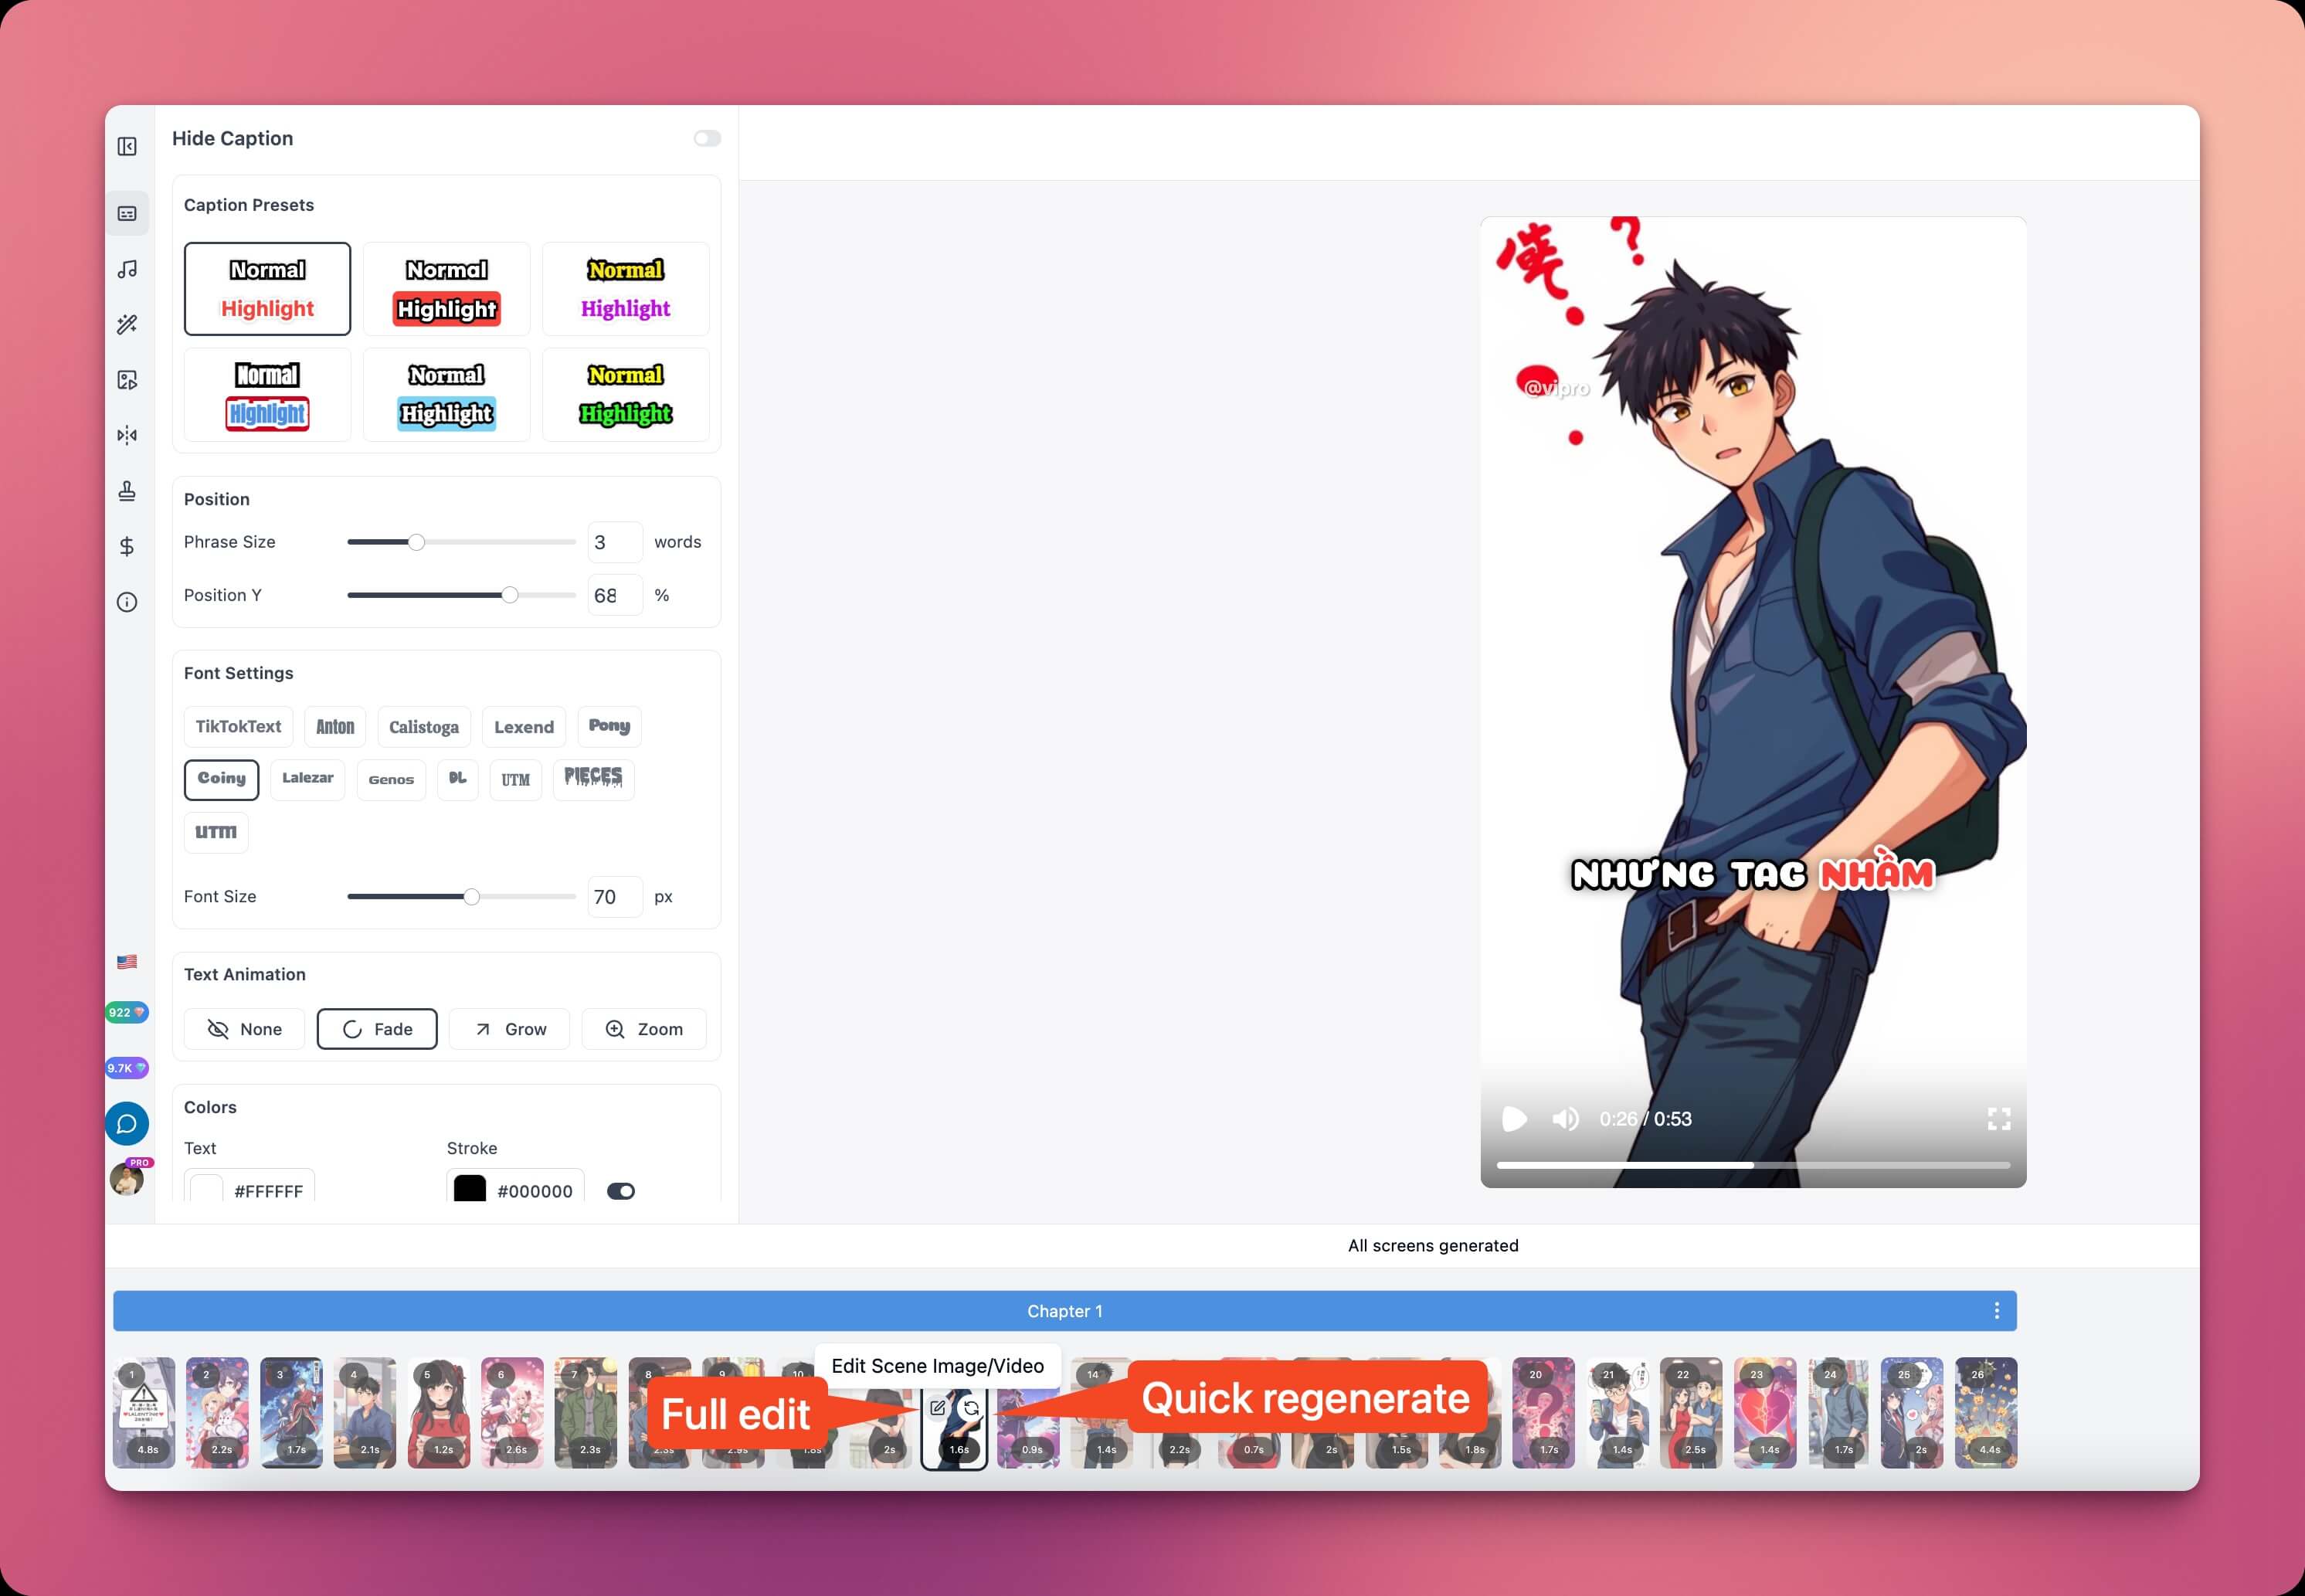 Hide Caption
Caption Presets
Normal
Highlight
Normal
Highlight
Normal
Highlight
Normal
Highlight
Normal
Highlight
Normal
Highlight
Position
Phrase Size
3
words
Position Y
68
%
Font Settings
TikTokText
Anton
Calistoga
Lexend
Pony
Coiny
Lalezar
Genos
DL
UTM
PIECES
UTM
Font Size
70
px
Text Animation
None
Fade
Grow
Zoom
Colors
Text
Stroke
#FFFFFF
#000000
922
9.7K
PRO
?
@vipro
NHƯNG TAG NHẦM
0:26 / 0:53
All screens generated
Chapter 1
Edit Scene Image/Video
Full edit
Quick regenerate
1
2
3
4
5
6
7
8
9
10
14
20
21
22
23
24
25
26
4.8s
2.2s
1.7s
2.1s
1.2s
2.6s
2.3s
2s
1.6s
0.9s
1.4s
2.2s
0.7s
2s
1.5s
1.8s
1.7s
1.4s
2.5s
1.4s
1.7s
2s
4.4s